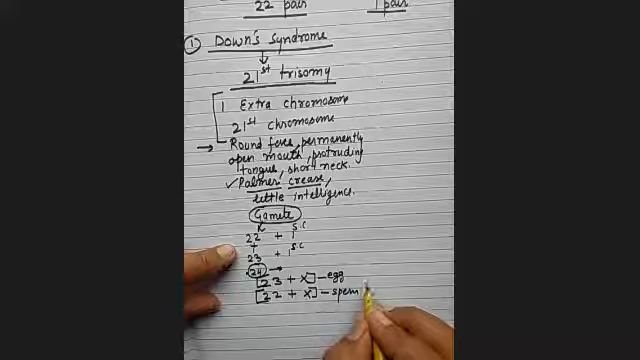 22 pair 1 pair
1 Down's Syndrome
21st trisomy
1 Extra chromosome
21st chromosome
Round face, permanently
open mouth, protruding
tongue, short neck.
Palmer crease,
little intelligence.
Gamete
S.C
22 + 1
23 + 1 S.C
24
23 + X - egg
22 + X - sperm